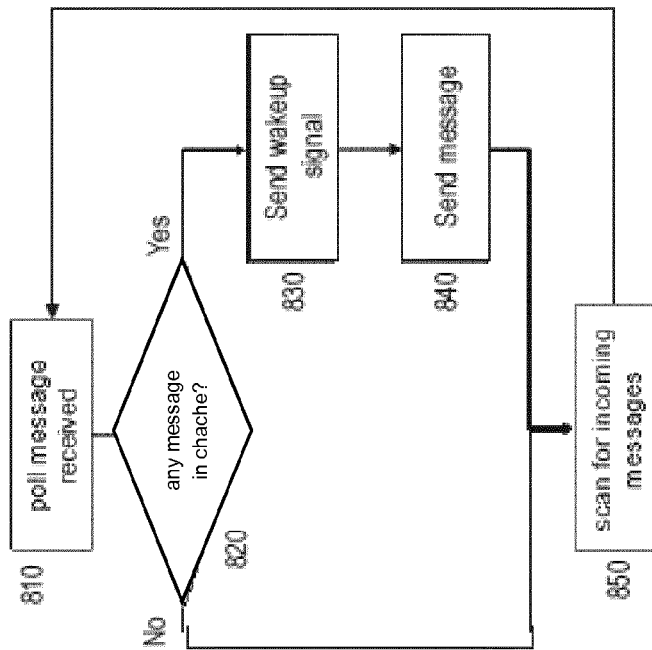 810
poll message
received
any message
in chache?
820
No
Yes
830
Send wakeup
signal
840
Send message
850
scan for incoming
messages